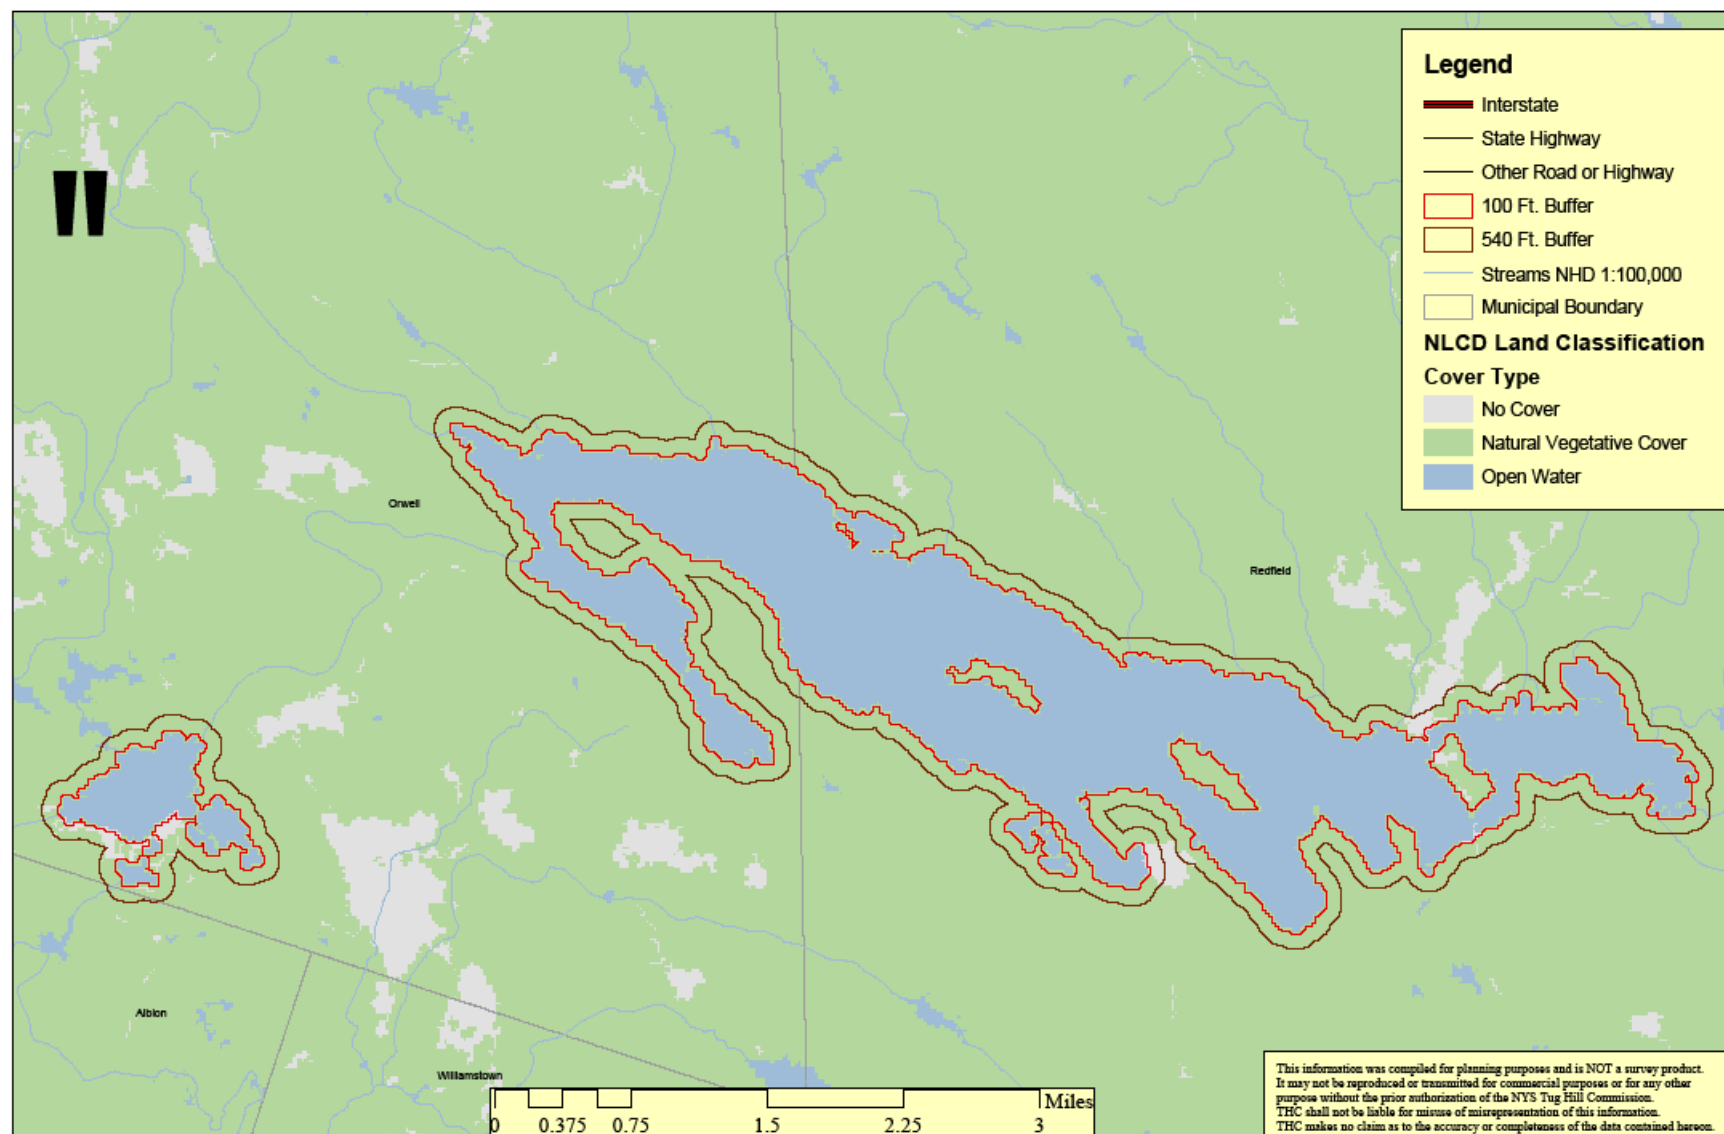 Legend
Interstate
State Highway
Other Road or Highway
100 Ft. Buffer
540 Ft. Buffer
Streams NHD 1:100,000
Municipal Boundary
NLCD Land Classification
Cover Type
No Cover
Natural Vegetative Cover
Open Water
"
Orwell
Redfield
Albion
Williamstown
Miles
0 0.375 0.75 1.5 2.25 3
This information was compiled for planning purposes and is NOT a survey product.
It may not be reproduced or transmitted for commercial purposes or for any other
purpose without the prior authorization of the NYS Tug Hill Commission.
THC shall not be liable for misuse of misrepresentation of this information.
THC makes no claim as to the accuracy or completeness of the data contained hereon.